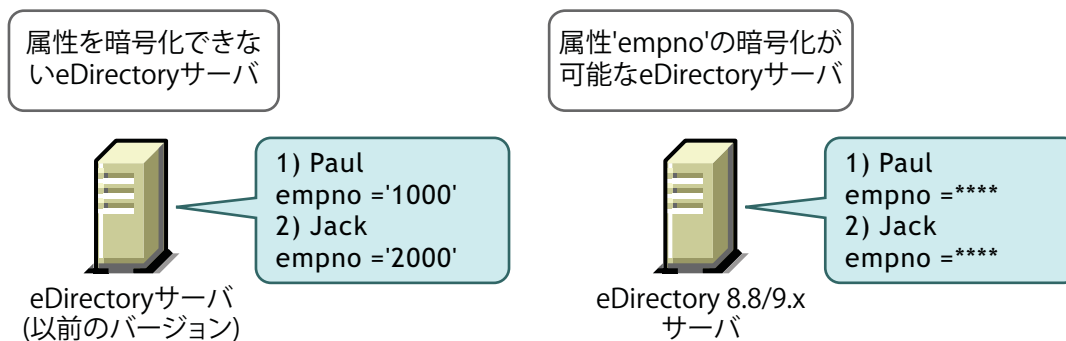 属性を暗号化できな
いeDirectoryサーバ
1) Paul
empno ='1000'
2) Jack
empno ='2000'
eDirectoryサーバ
(以前のバージョン)
属性'empno'の暗号化が
可能なeDirectoryサーバ
1) Paul
empno =****
2) Jack
empno =****
eDirectory 8.8/9.x
サーバ